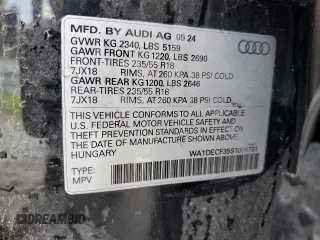 MFD. BY AUDI AG 09 24
GVWR KG 2340, LBS 5159
GAWR FRONT KG1220, LBS 2690
FRONT-TIRES 235/55 R18
7JX18 RIMS, AT 260 KPA 38 PSI COLD
GAWR REAR KG1200, LBS 2646
REAR-TIRES 235/55 R18
7JX18 RIMS, AT 260 KPA 38 PSI COLD
THIS VEHICLE CONFORMS TO ALL APPLICABLE
U.S. FEDERAL MOTOR VEHICLE SAFETY AND
THEFT PREVENTION STANDARDS IN EFFECT ON
THE DATE OF MANUFACTURE SHOWN ABOVE.
HUNGARY
TYPE:
MPV
DREAMBID